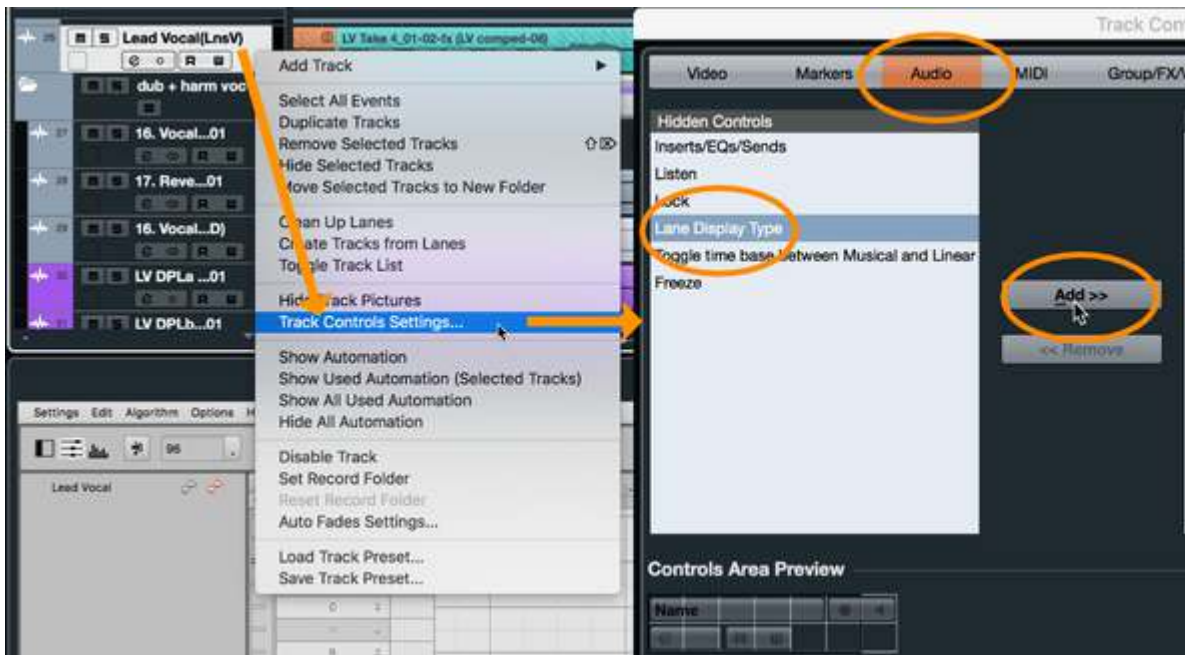 m S Lead Vocal(LnsV)
R
dub + harm voc
16. Vocal...01
17. Reve...01
16. Vocal...D)
LV DPLa ...01
LV DPLb...01
LV Take 4_01-02-fx (LV comped-06)
Add Track
Select All Events
Duplicate Tracks
Remove Selected Tracks
Hide Selected Tracks
Move Selected Tracks to New Folder
Clean Up Lanes
Create Tracks from Lanes
Toggle Track List
Hide Track Pictures
Track Controls Settings...
Show Automation
Show Used Automation (Selected Tracks)
Show All Used Automation
Hide All Automation
Disable Track
Set Record Folder
Reset Record Folder
Auto Fades Settings...
Load Track Preset...
Save Track Preset...
Settings Edit Algorithm Options
96
Lead Vocal
Track Con
Video Markers Audio MIDI Group/FX/V
Hidden Controls
Inserts/EQs/Sends
Listen
Lock
Lane Display Type
Toggle time base between Musical and Linear
Freeze
Add >>
<< Remove
Controls Area Preview
Name